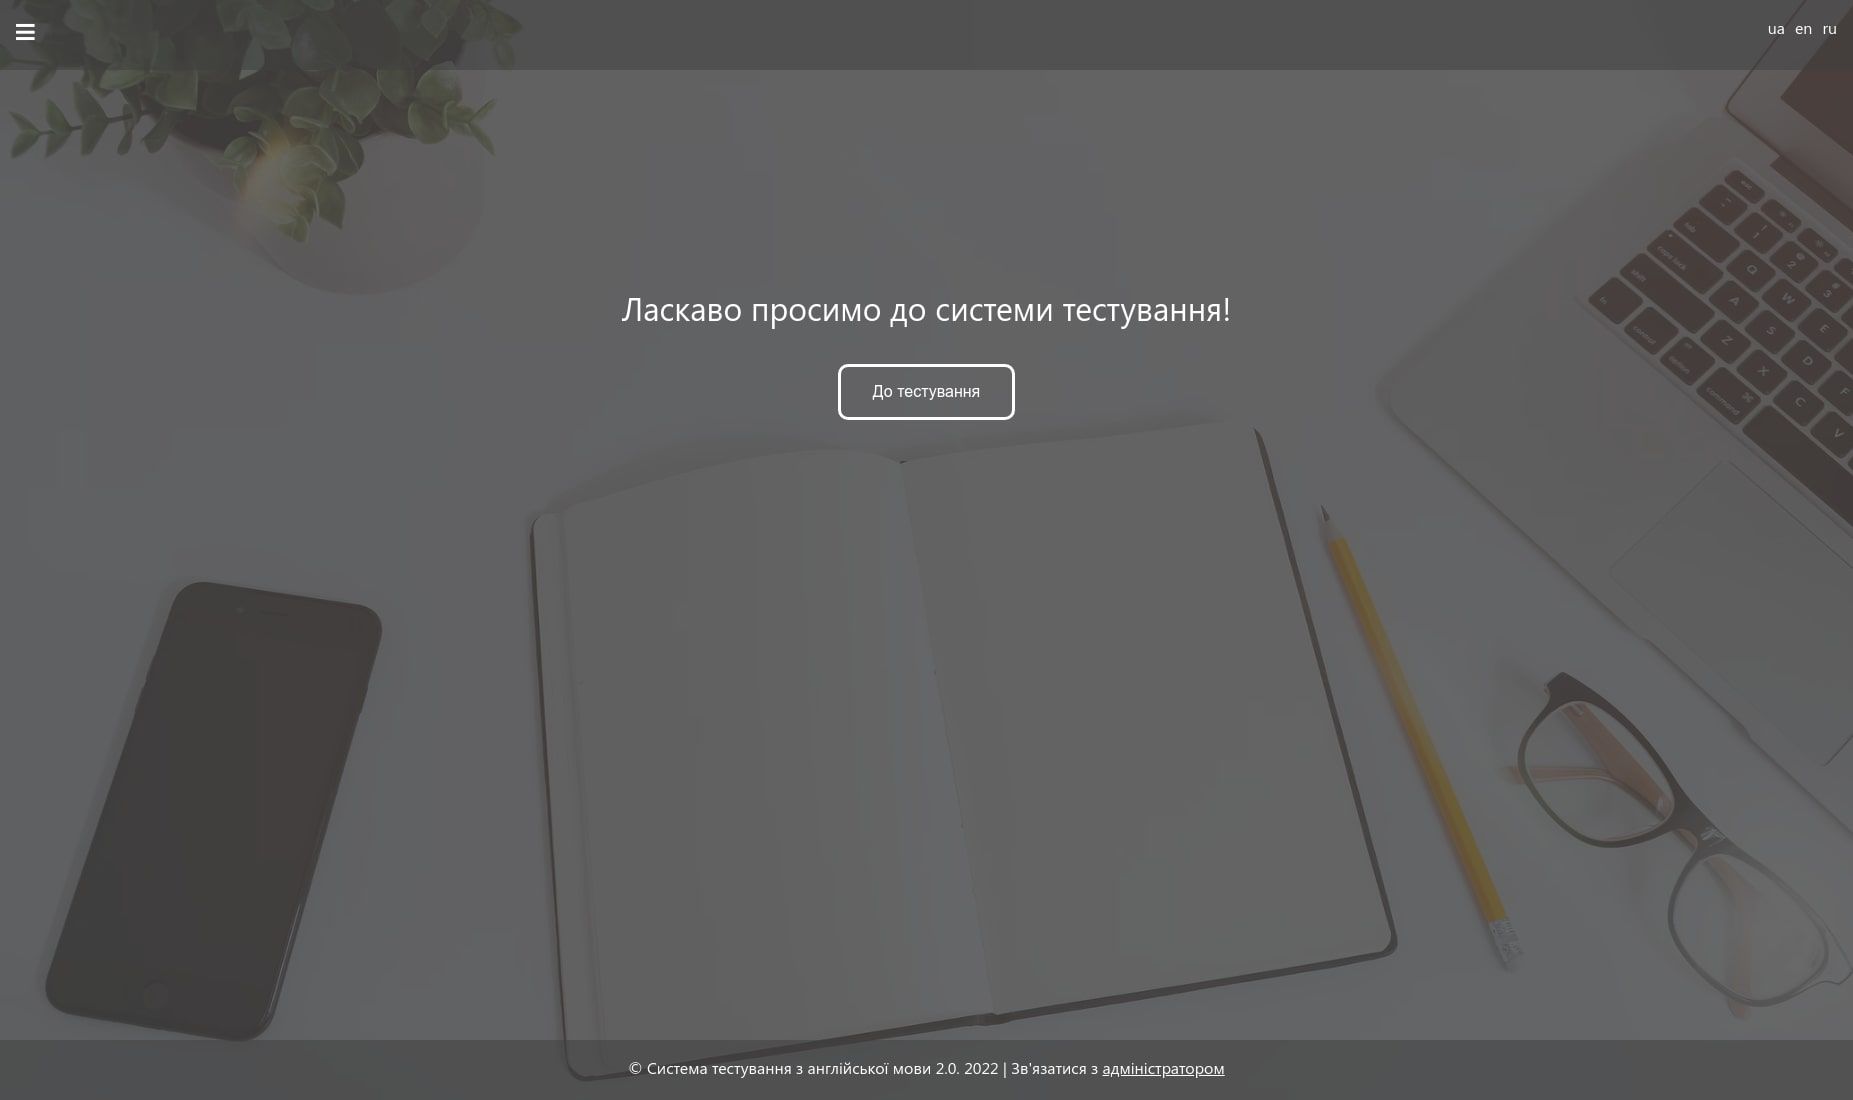 ua en ru
Ласкаво просимо до системи тестування!
До тестування
© Система тестування з англійської мови 2.0. 2022 | Зв'язатися з адміністратором